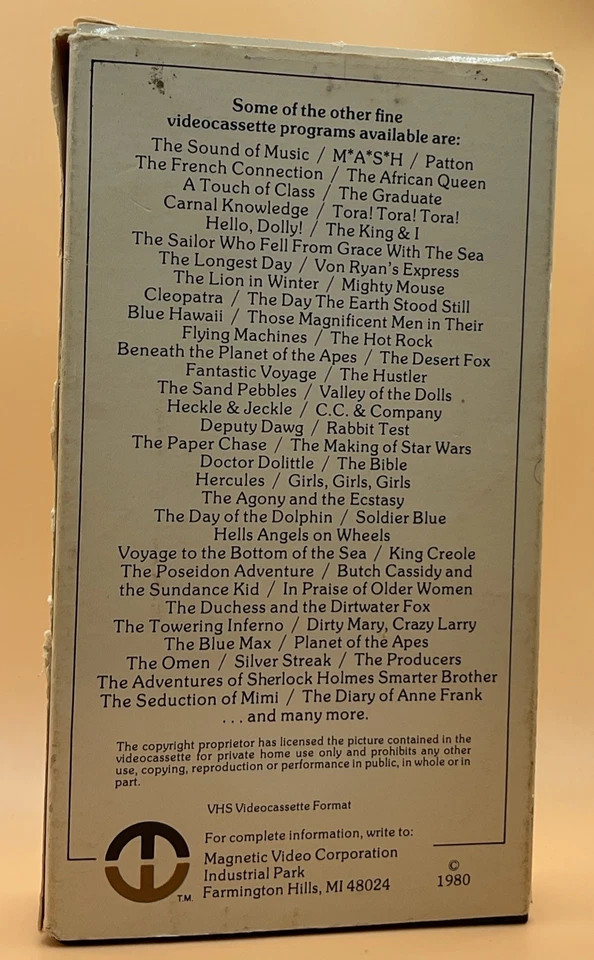 Some of the other fine
videocassette programs available are:
The Sound of Music / M*A*S*H / Patton
The French Connection / The African Queen
A Touch of Class / The Graduate
Carnal Knowledge / Tora! Tora! Tora!
Hello, Dolly! / The King & I
The Sailor Who Fell From Grace With The Sea
The Longest Day / Von Ryan's Express
The Lion in Winter / Mighty Mouse
Cleopatra / The Day The Earth Stood Still
Blue Hawaii / Those Magnificent Men in Their
Flying Machines / The Hot Rock
Beneath the Planet of the Apes / The Desert Fox
Fantastic Voyage / The Hustler
The Sand Pebbles / Valley of the Dolls
Heckle & Jeckle / C.C. & Company
Deputy Dawg / Rabbit Test
The Paper Chase / The Making of Star Wars
Doctor Dolittle / The Bible
Hercules / Girls, Girls, Girls
The Agony and the Ecstasy
The Day of the Dolphin / Soldier Blue
Hells Angels on Wheels
Voyage to the Bottom of the Sea / King Creole
The Poseidon Adventure / Butch Cassidy and
the Sundance Kid / In Praise of Older Women
The Duchess and the Dirtwater Fox
The Towering Inferno / Dirty Mary, Crazy Larry
The Blue Max / Planet of the Apes
The Omen / Silver Streak / The Producers
The Adventures of Sherlock Holmes Smarter Brother
The Seduction of Mimi / The Diary of Anne Frank
. . . and many more.
The copyright proprietor has licensed the picture contained in the
videocassette for private home use only and prohibits any other
use, copying, reproduction or performance in public, in whole or in
part.
VHS Videocassette Format
For complete information, write to:
Magnetic Video Corporation
Industrial Park
Farmington Hills, MI 48024
T.M.
©
1980